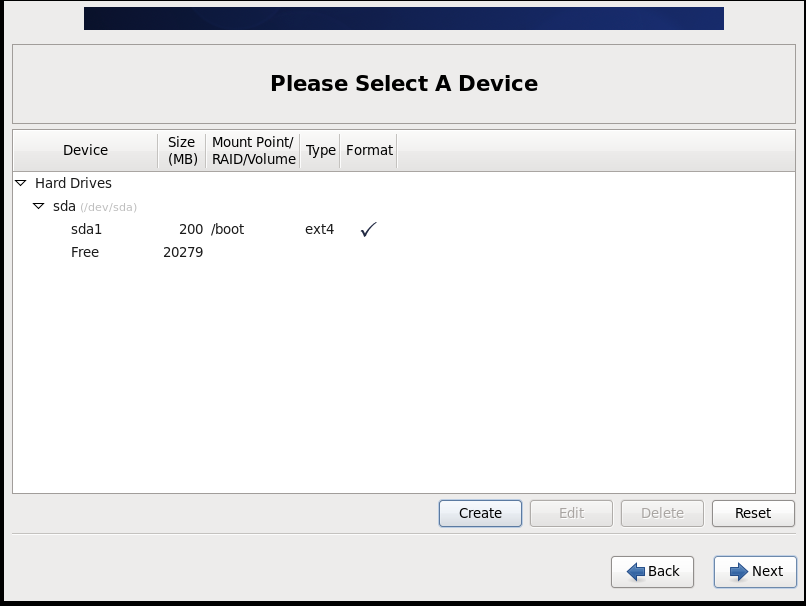 Please Select A Device
Device
Size (MB)
Mount Point/ RAID/Volume
Type
Format
Hard Drives
sda (/dev/sda)
sda1 200 /boot ext4
Free 20279
Create Edit Delete Reset
Back Next